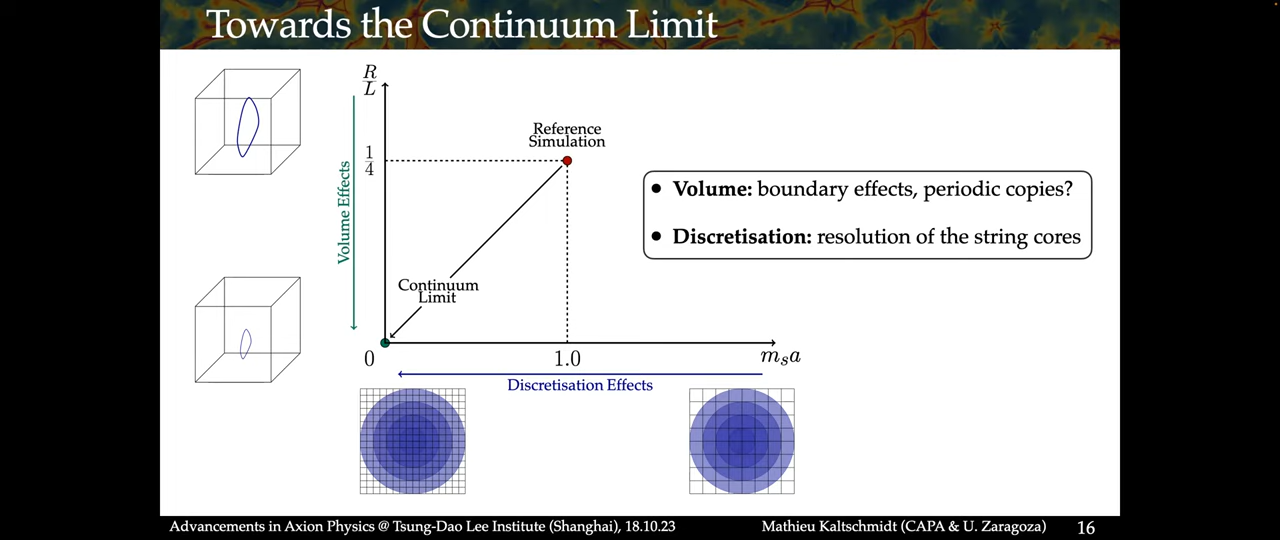 Towards the Continuum Limit
R
L
Volume Effects
1
4
Reference
Simulation
Continuum
Limit
0
1.0
mₛa
Discretisation Effects
• Volume: boundary effects, periodic copies?
• Discretisation: resolution of the string cores
Advancements in Axion Physics @ Tsung-Dao Lee Institute (Shanghai), 18.10.23
Mathieu Kaltschmidt (CAPA & U. Zaragoza)
16